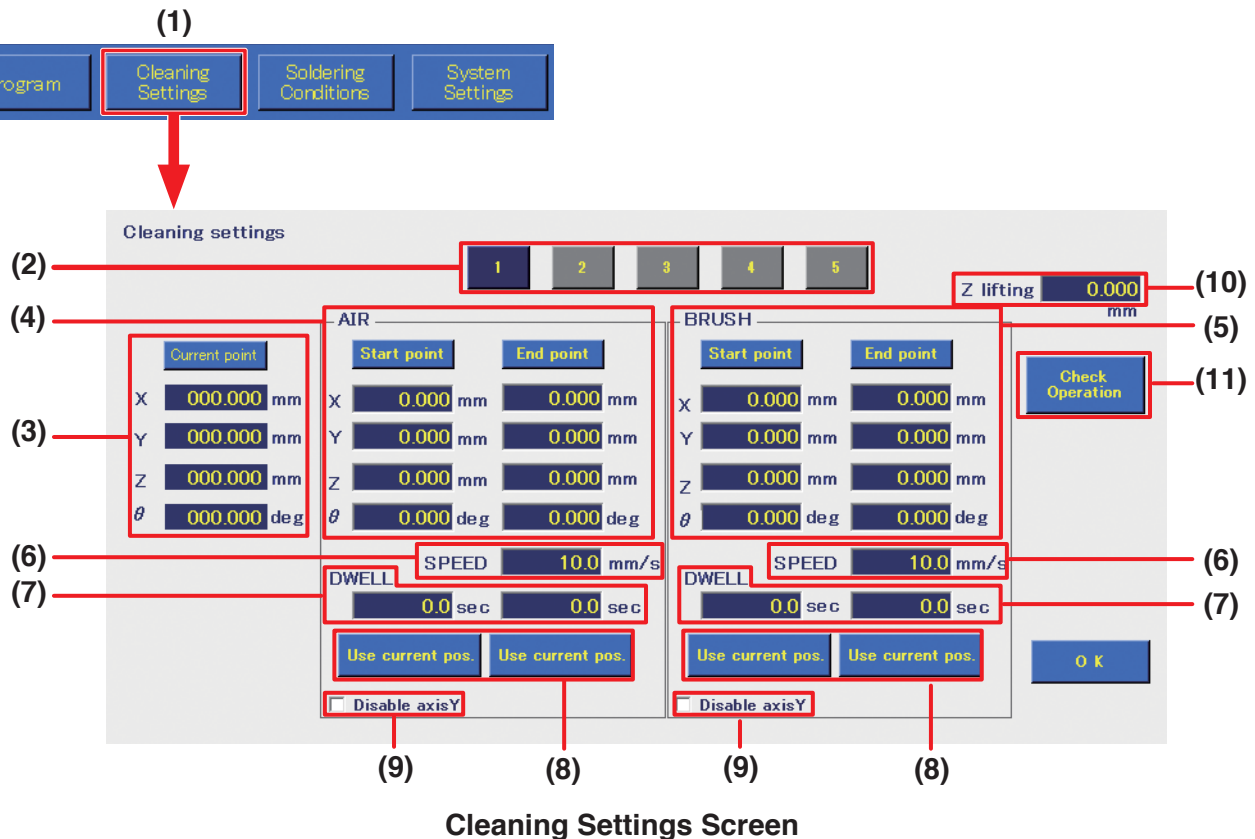 (1)
rogram Cleaning Settings Soldering Conditions System Settings
Cleaning settings
(2) 1 2 3 4 5
Z lifting 0.000 mm (10)
(4) AIR BRUSH (5)
Current point Start point End point Start point End point
Check Operation (11)
X 000.000 mm X 0.000 mm 0.000 mm X 0.000 mm 0.000 mm
(3) Y 000.000 mm Y 0.000 mm 0.000 mm Y 0.000 mm 0.000 mm
Z 000.000 mm Z 0.000 mm 0.000 mm Z 0.000 mm 0.000 mm
θ 000.000 deg θ 0.000 deg 0.000 deg θ 0.000 deg 0.000 deg
(6) SPEED 10.0 mm/s SPEED 10.0 mm/s (6)
(7) DWELL DWELL
0.0 sec 0.0 sec 0.0 sec 0.0 sec (7)
Use current pos. Use current pos. Use current pos. Use current pos. O K
Disable axisY Disable axisY
(9) (8) (9) (8)
Cleaning Settings Screen